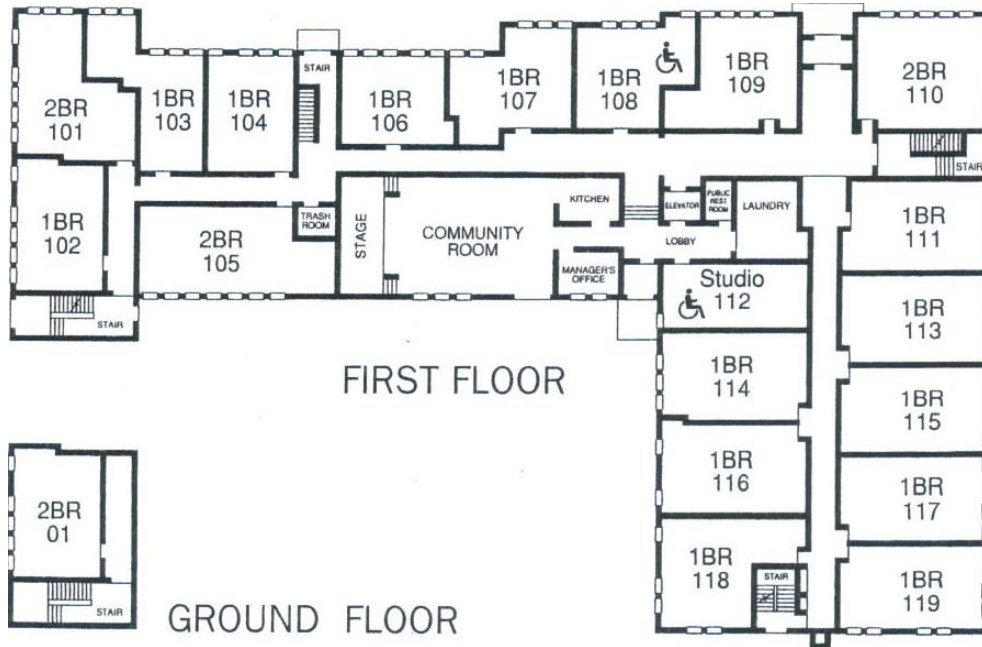 2BR
101
1BR
103
1BR
104
STAIR
1BR
106
1BR
107
1BR
108
1BR
109
2BR
110
STAIR
1BR
102
2BR
105
TRASH
ROOM
STAGE
COMMUNITY
ROOM
KITCHEN
MANAGER'S
OFFICE
ELEVATOR
PUBLIC
REST
ROOM
LAUNDRY
LOBBY
1BR
111
Studio
112
1BR
113
STAIR
FIRST FLOOR
1BR
114
1BR
115
1BR
116
1BR
117
1BR
118
STAIR
1BR
119
2BR
01
STAIR
GROUND FLOOR